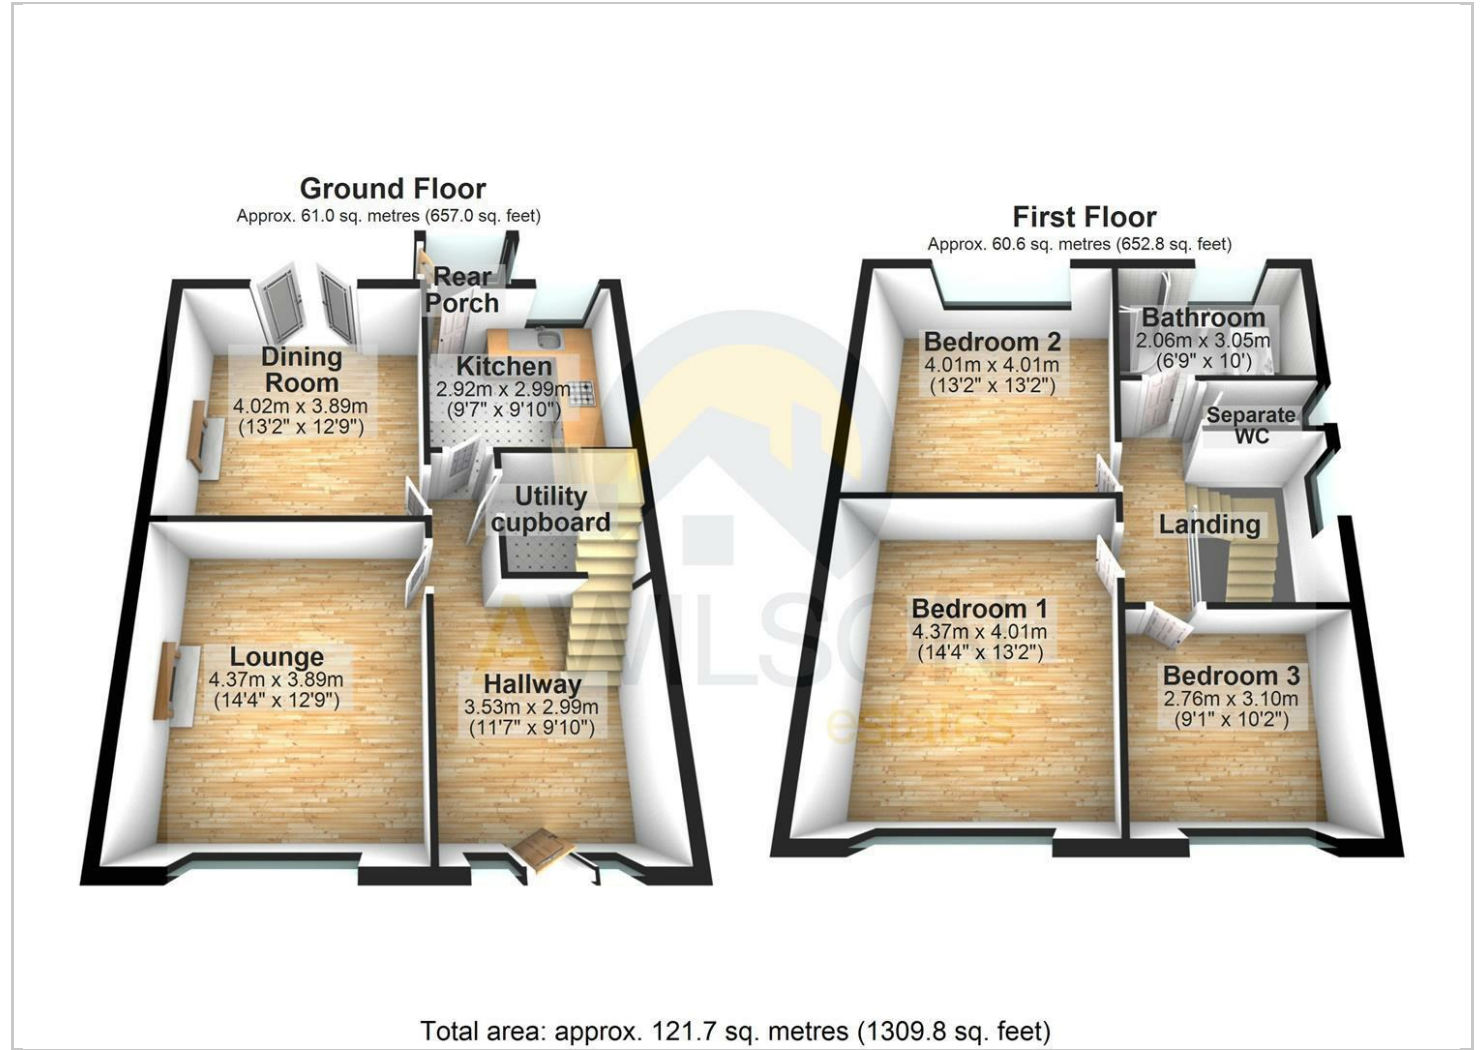 Ground Floor
Approx. 61.0 sq. metres (657.0 sq. feet)
Rear
Porch
Dining
Room
4.02m x 3.89m
(13'2" x 12'9")
Kitchen
2.92m x 2.99m
(9'7" x 9'10")
Utility
cupboard
Lounge
4.37m x 3.89m
(14'4" x 12'9")
Hallway
3.53m x 2.99m
(11'7" x 9'10")
First Floor
Approx. 60.6 sq. metres (652.8 sq. feet)
Bedroom 2
4.01m x 4.01m
(13'2" x 13'2")
Bathroom
2.06m x 3.05m
(6'9" x 10')
Separate
WC
Landing
Bedroom 1
4.37m x 4.01m
(14'4" x 13'2")
Bedroom 3
2.76m x 3.10m
(9'1" x 10'2")
AWILSON
estates
Total area: approx. 121.7 sq. metres (1309.8 sq. feet)